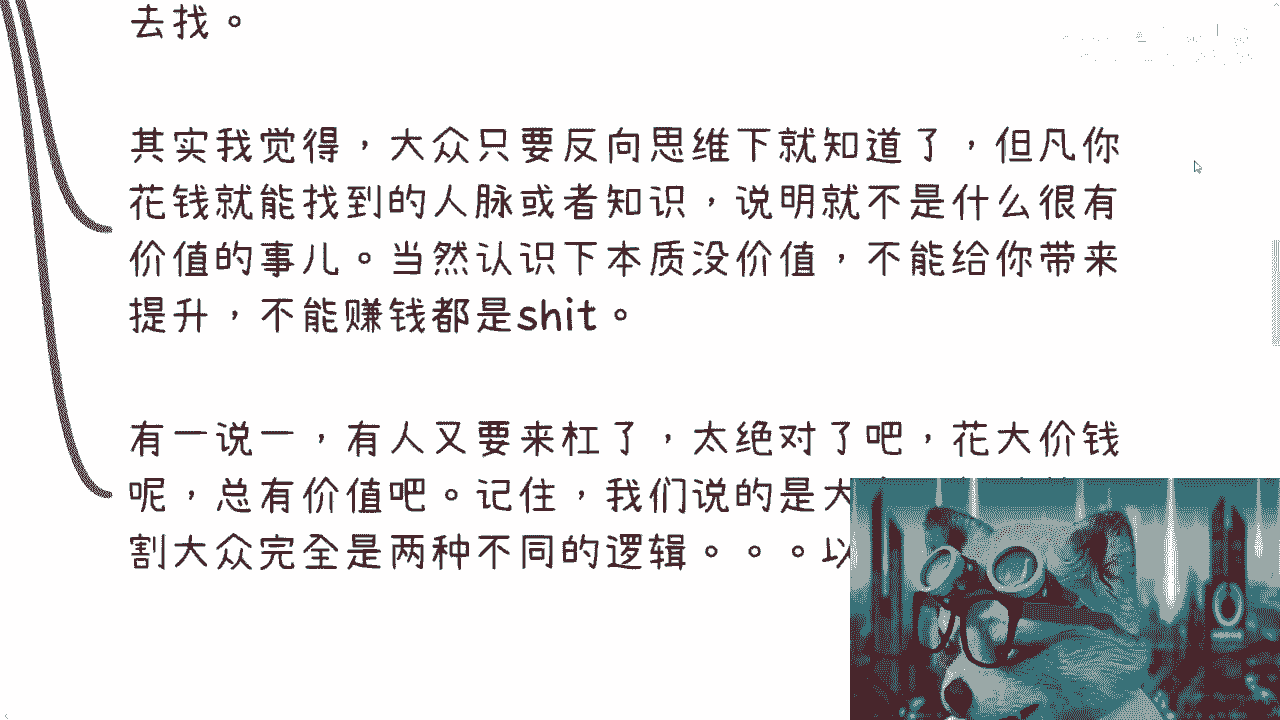 去找。
其实我觉得，大众只要反向思维下就知道了，但凡你
花钱就能找到的人脉或者知识，说明就不是什么很有
价值的事儿。当然认识下本质没价值，不能给你带来
提升，不能赚钱都是shit。
有一说一，有人又要来杠了，太绝对了吧，花大价钱
呢，总有价值吧。记住，我们说的是大
割大众完全是两种不同的逻辑。。。以